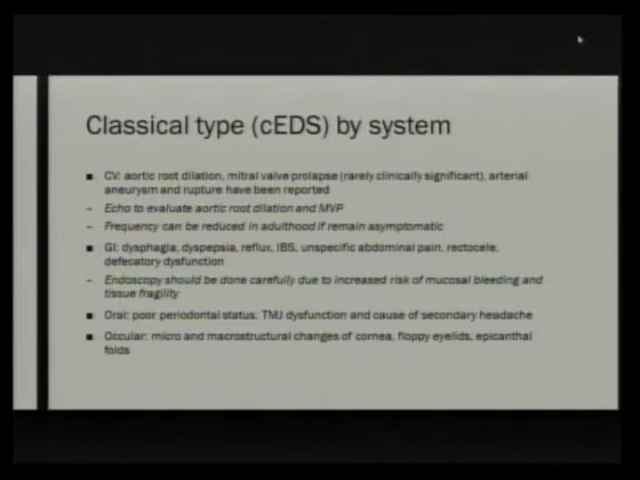 Classical type (cEDS) by system
▪ CV: aortic root dilation, mitral valve prolapse (rarely clinically significant), arterial
aneurysm and rupture have been reported
– Echo to evaluate aortic root dilation and MVP
– Frequency can be reduced in adulthood if remain asymptomatic
▪ GI: dysphagia, dyspepsia, reflux, IBS, unspecific abdominal pain, rectocele,
defecatory dysfunction
– Endoscopy should be done carefully due to increased risk of mucosal bleeding and
tissue fragility
▪ Oral: poor periodontal status. TMJ dysfunction and cause of secondary headache
▪ Occular: micro and macrostructural changes of cornea, floppy eyelids, epicanthal
folds